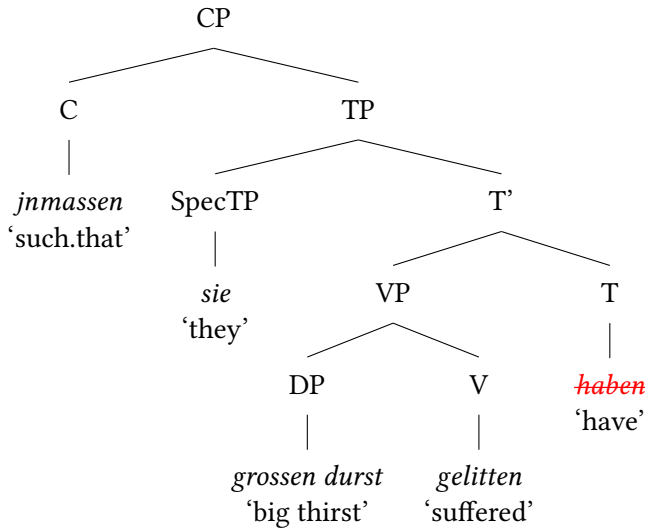 CP
C TP
jnmassen SpecTP T’
‘such.that’
sie VP T
‘they’
DP V haben
‘have’
grossen durst gelitten
‘big thirst’ ‘suffered’